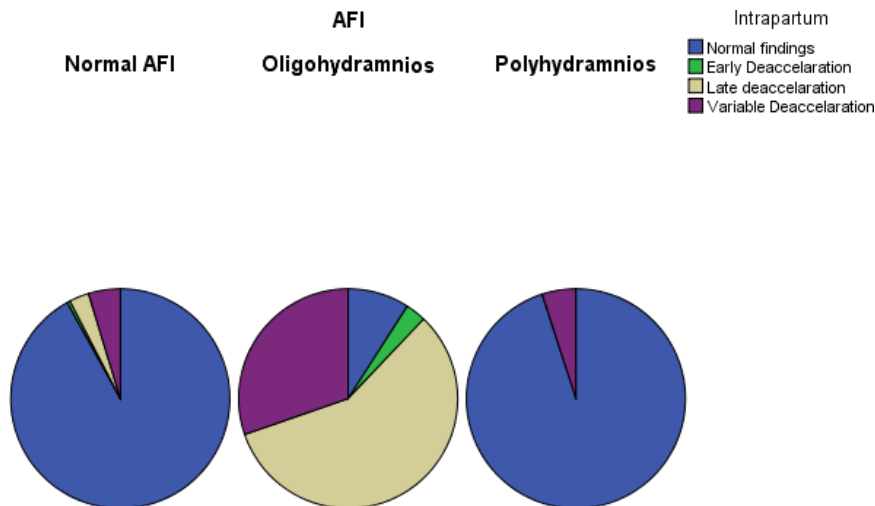 AFI
Normal AFI
Oligohydramnios
Polyhydramnios
Intrapartum
Normal findings
Early Deaccelaration
Late deaccelaration
Variable Deaccelaration